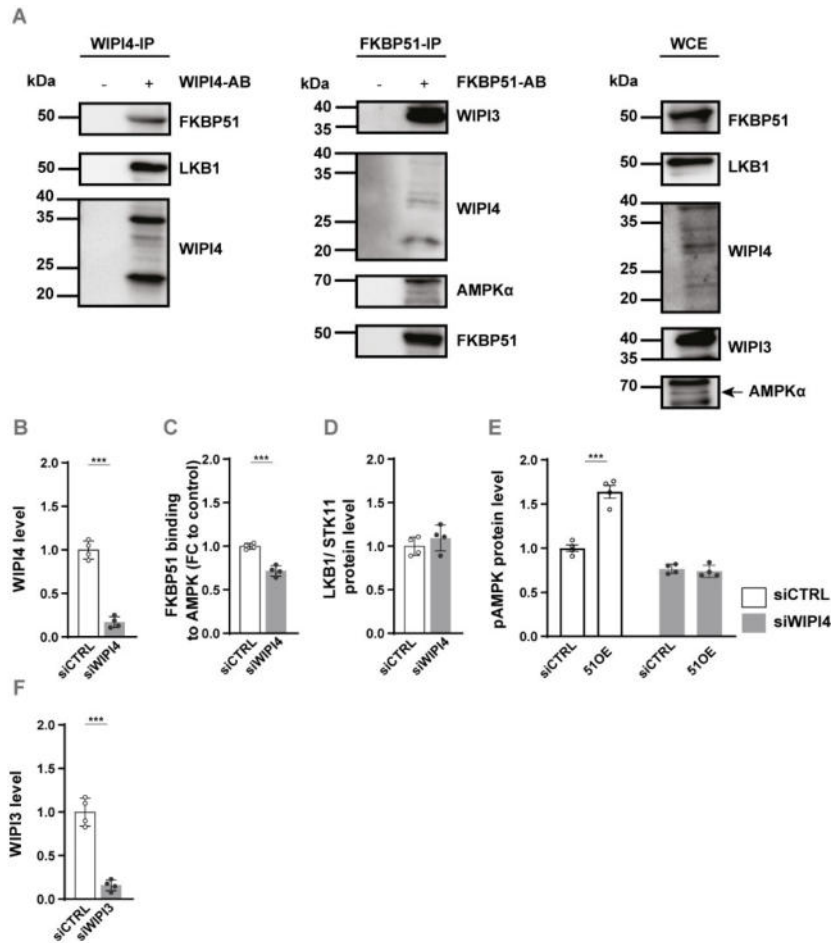 A
WIPI4-IP
kDa - + WIPI4-AB
50 FKBP51
50 LKB1
40
35
WIPI4
25
20
FKBP51-IP
kDa - + FKBP51-AB
40 WIPI3
35
40
35
WIPI4
25
20
70 AMPKα
50 FKBP51
WCE
kDa
50 FKBP51
50 LKB1
40
35
WIPI4
25
20
40 WIPI3
35
70 AMPKα
B
WIPI4 level
2.0
1.5
1.0
0.5
0.0
***
siCTRL
siWIPI4
C
FKBP51 binding
to AMPK (FC to control)
2.0
1.5
1.0
0.5
0.0
***
siCTRL
siWIPI4
D
LKB1/ STK11
protein level
2.0
1.5
1.0
0.5
0.0
siCTRL
siWIPI4
E
pAMPK protein level
2.0
1.5
1.0
0.5
0.0
***
siCTRL
51OE
siCTRL
51OE
siCTRL
siWIPI4
F
WIPI3 level
2.0
1.5
1.0
0.5
0.0
***
siCTRL
siWIPI3